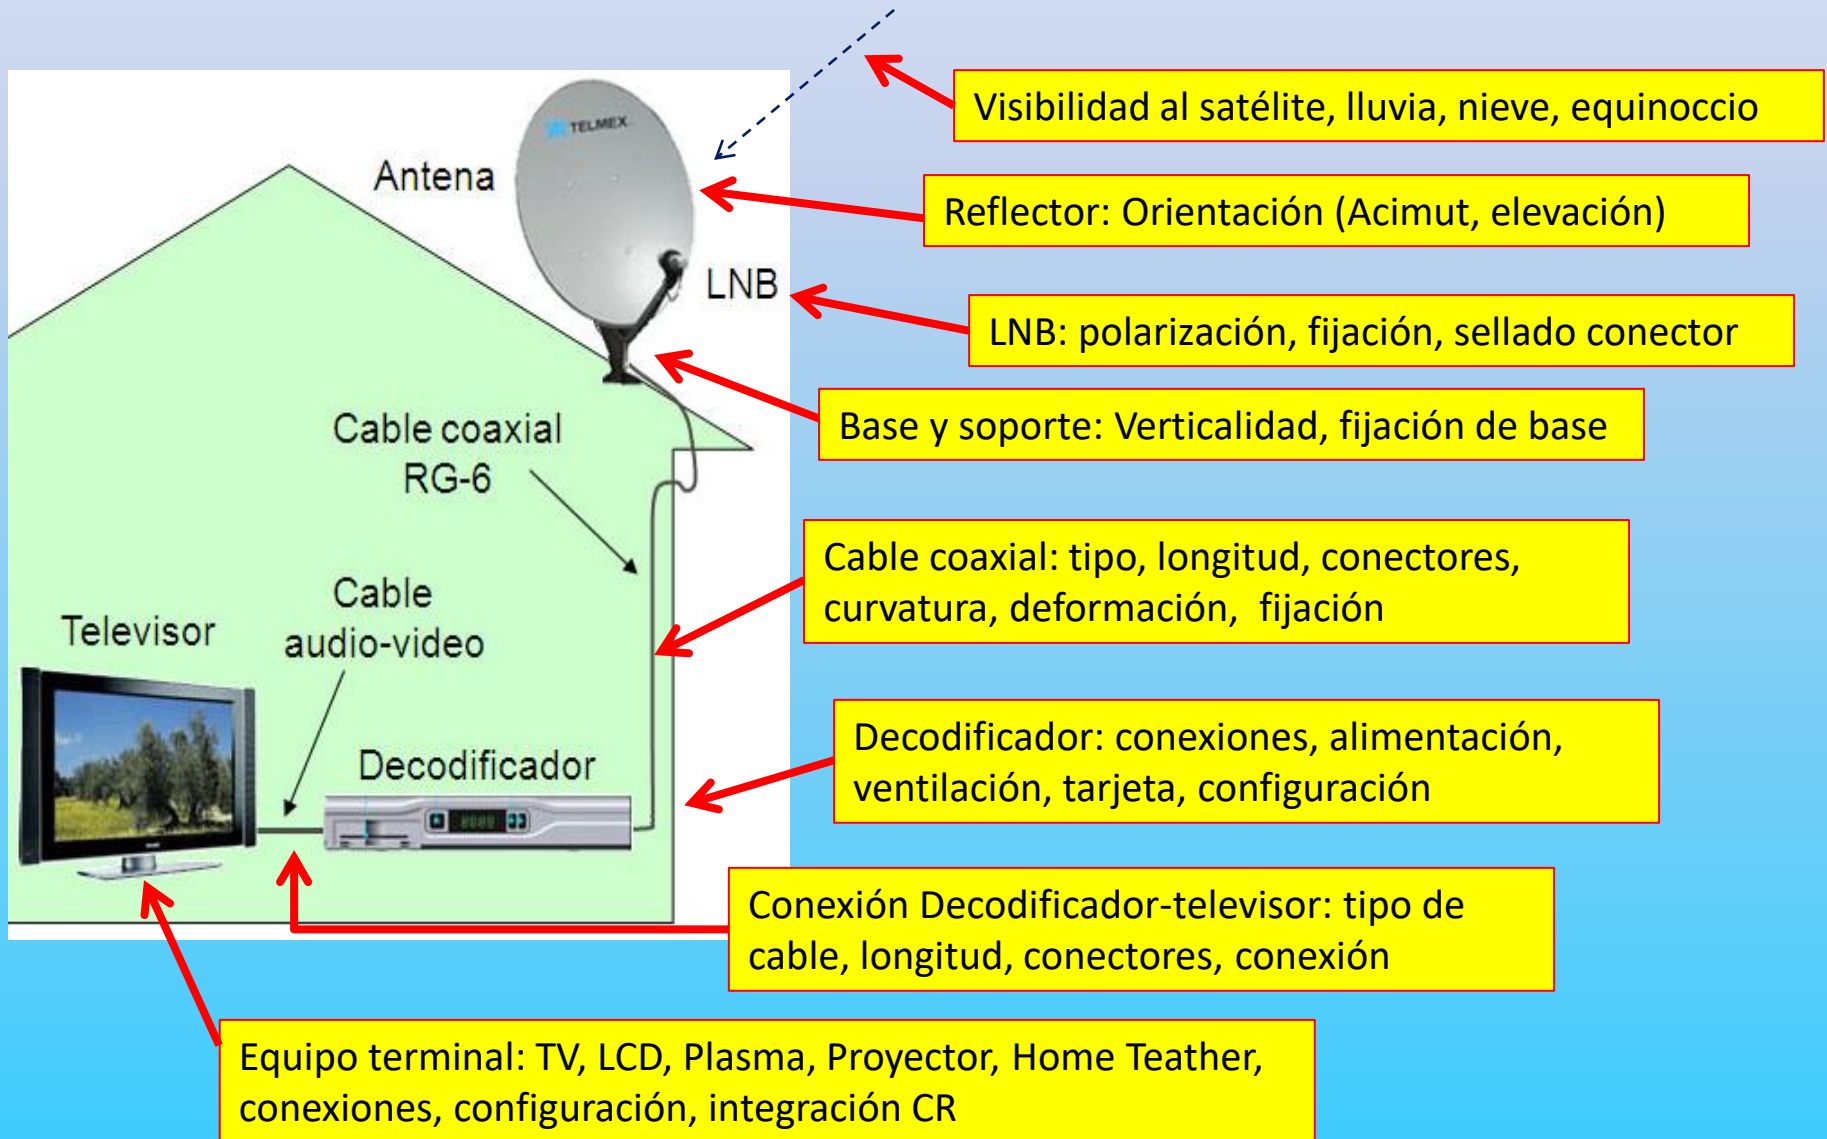 Visibilidad al satélite, lluvia, nieve, equinoccio
TELMEX
Antena
Reflector: Orientación (Acimut, elevación)
LNB
LNB: polarización, fijación, sellado conector
Base y soporte: Verticalidad, fijación de base
Cable coaxial
RG-6
Cable coaxial: tipo, longitud, conectores,
curvatura, deformación, fijación
Cable
audio-video
Televisor
Decodificador
Decodificador: conexiones, alimentación,
ventilación, tarjeta, configuración
Conexión Decodificador-televisor: tipo de
cable, longitud, conectores, conexión
Equipo terminal: TV, LCD, Plasma, Proyector, Home Teather,
conexiones, configuración, integración CR